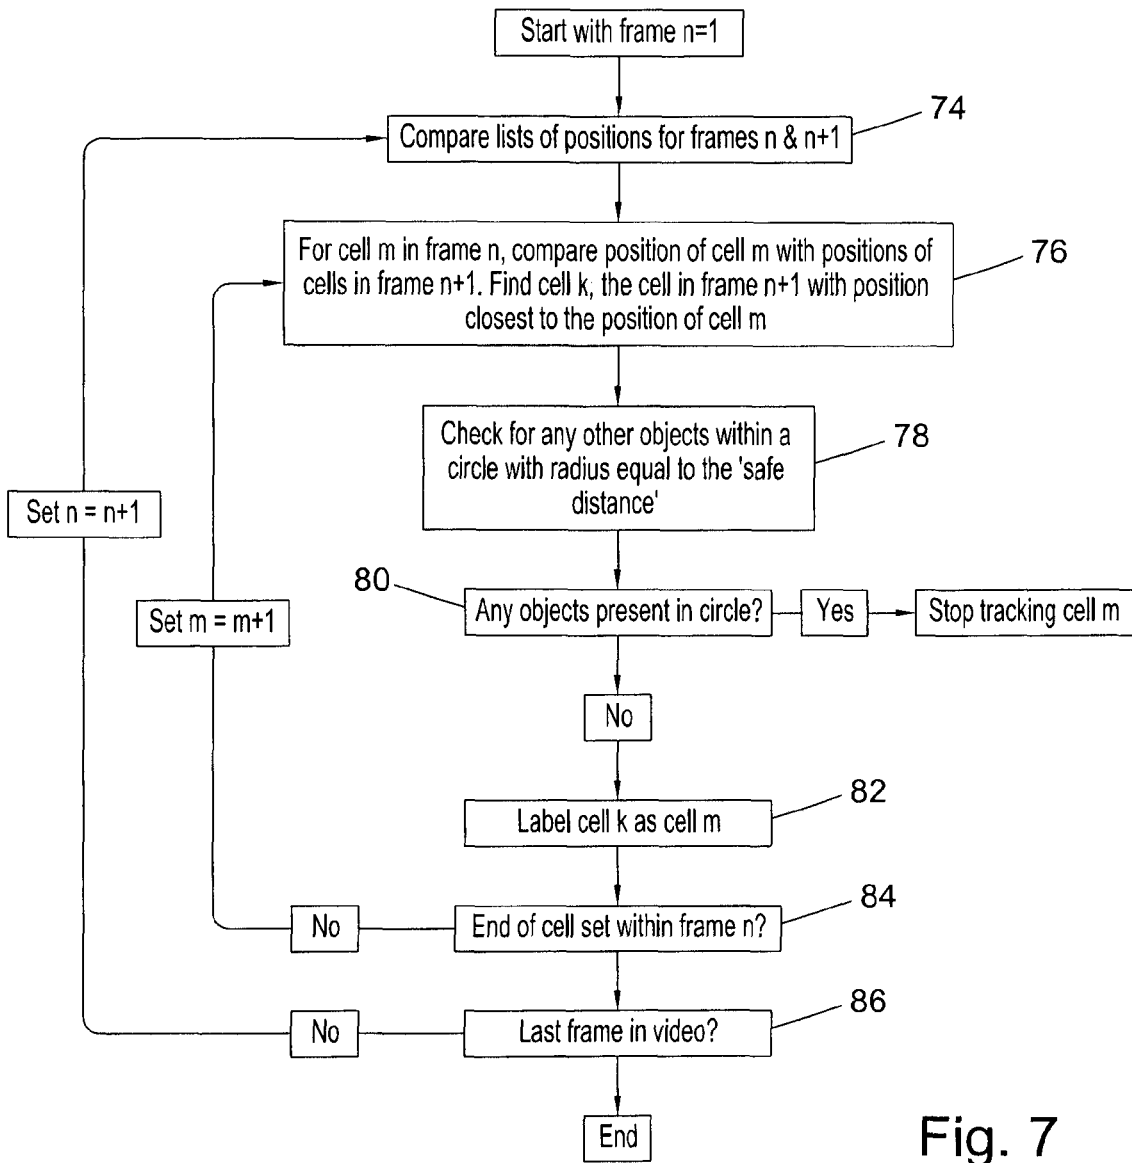 Start with frame n=1
74
Compare lists of positions for frames n & n+1
For cell m in frame n, compare position of cell m with positions of
cells in frame n+1. Find cell k, the cell in frame n+1 with position
closest to the position of cell m
76
Check for any other objects within a
circle with radius equal to the 'safe
distance'
78
Set n = n+1
80
Any objects present in circle?
Yes
Stop tracking cell m
Set m = m+1
No
82
Label cell k as cell m
84
No
End of cell set within frame n?
86
No
Last frame in video?
End
Fig. 7